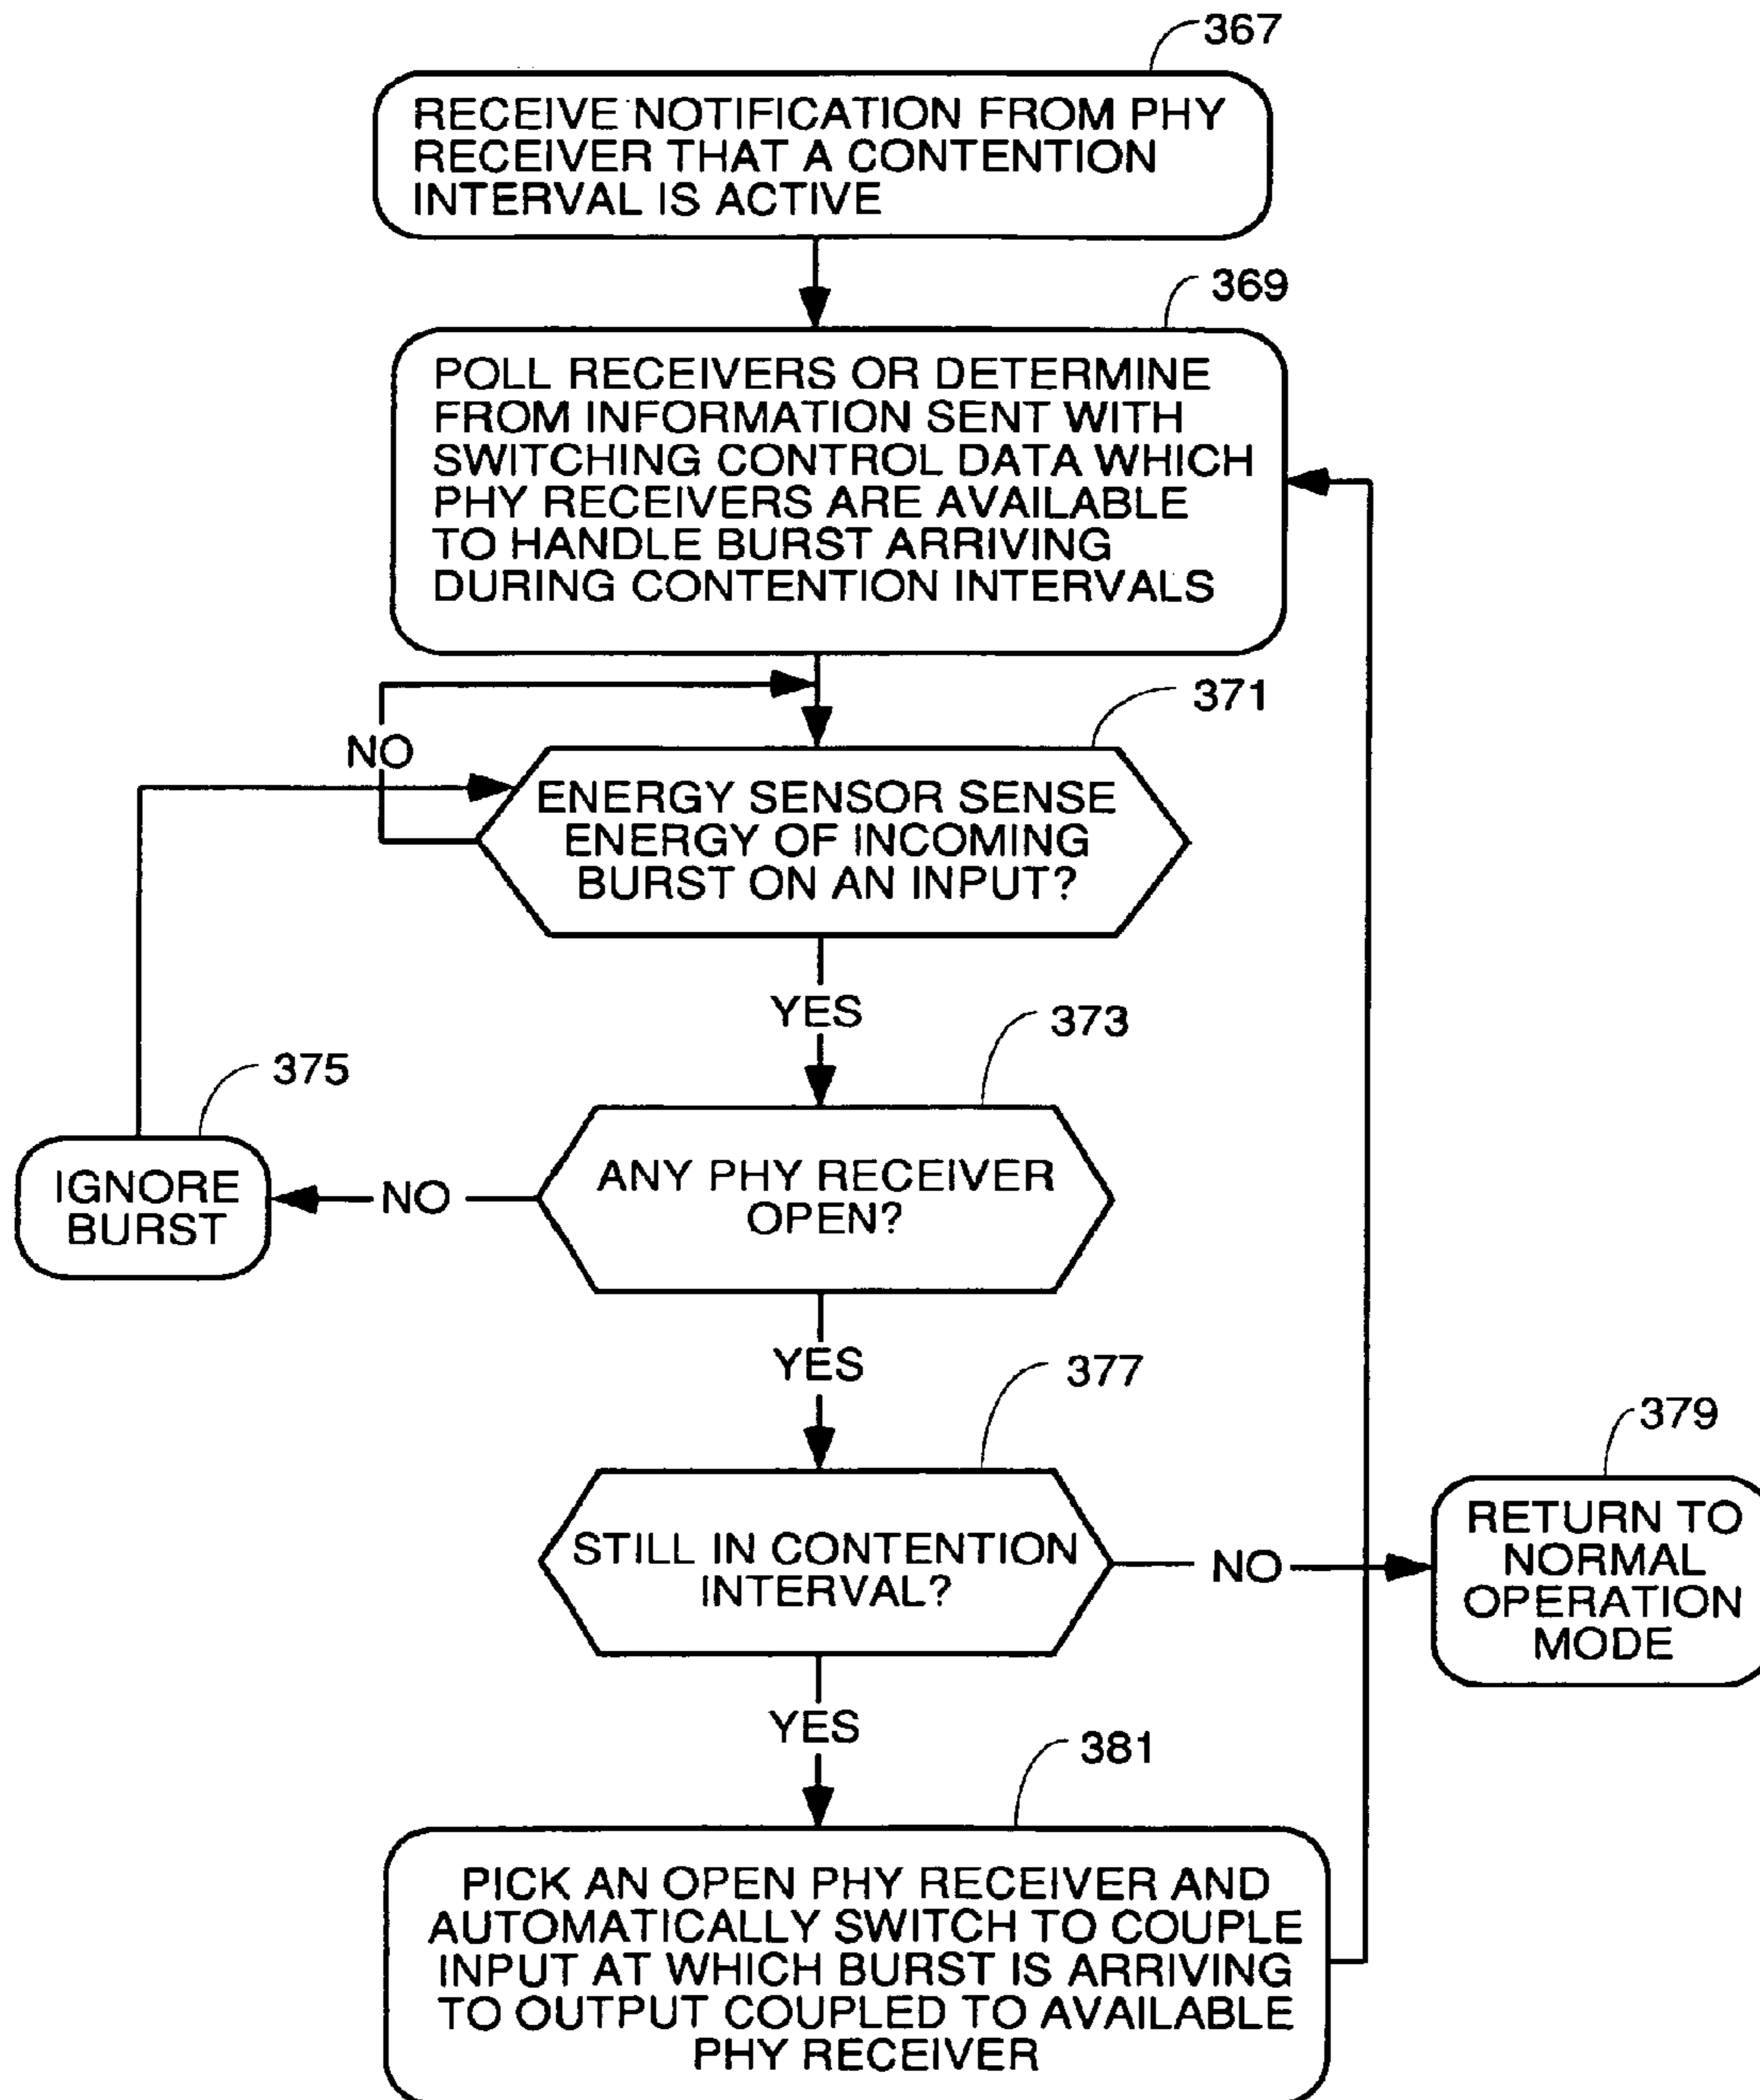 367
RECEIVE NOTIFICATION FROM PHY
RECEIVER THAT A CONTENTION
INTERVAL IS ACTIVE
369
POLL RECEIVERS OR DETERMINE
FROM INFORMATION SENT WITH
SWITCHING CONTROL DATA WHICH
PHY RECEIVERS ARE AVAILABLE
TO HANDLE BURST ARRIVING
DURING CONTENTION INTERVALS
371
NO
ENERGY SENSOR SENSE
ENERGY OF INCOMING
BURST ON AN INPUT?
YES
373
375
ANY PHY RECEIVER
OPEN?
NO
IGNORE
BURST
YES
377
STILL IN CONTENTION
INTERVAL?
NO
379
RETURN TO
NORMAL
OPERATION
MODE
YES
381
PICK AN OPEN PHY RECEIVER AND
AUTOMATICALLY SWITCH TO COUPLE
INPUT AT WHICH BURST IS ARRIVING
TO OUTPUT COUPLED TO AVAILABLE
PHY RECEIVER